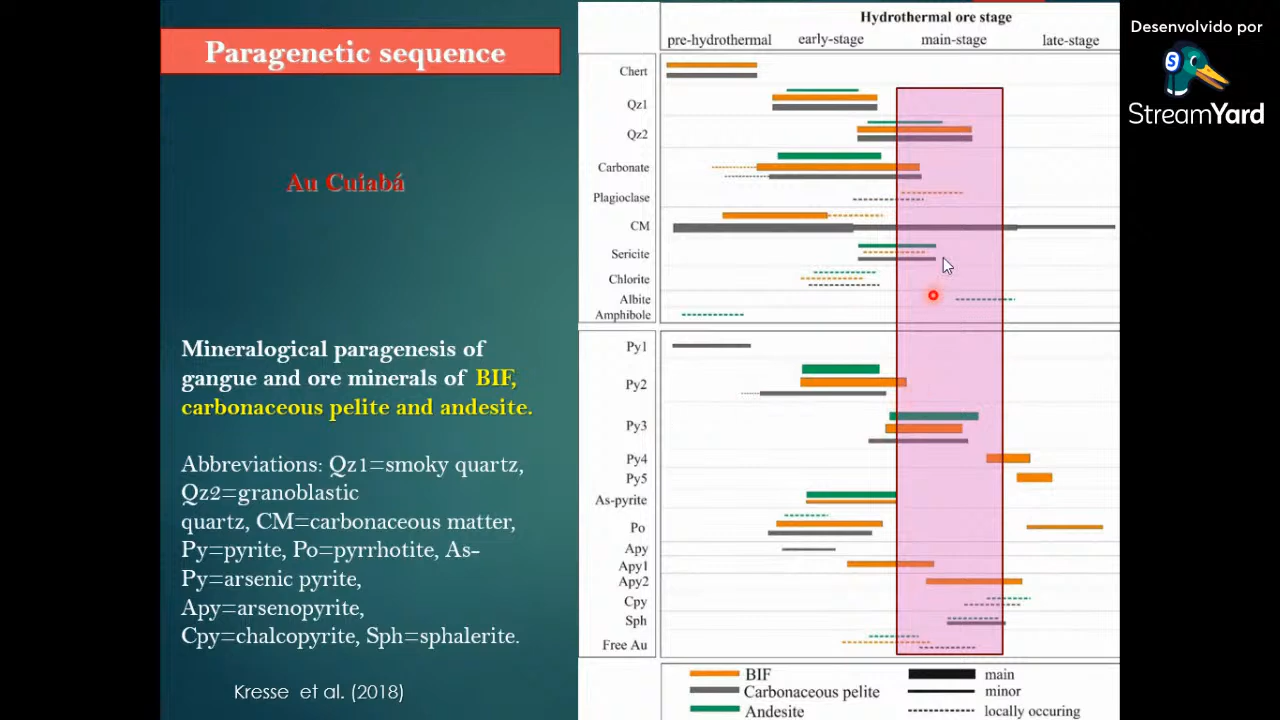 Paragenetic sequence
Au Cuiabá
Mineralogical paragenesis of
gangue and ore minerals of BIF,
carbonaceous pelite and andesite.
Abbreviations: Qz1=smoky quartz,
Qz2=granoblastic
quartz, CM=carbonaceous matter,
Py=pyrite, Po=pyrrhotite, As-
Py=arsenic pyrite,
Apy=arsenopyrite,
Cpy=chalcopyrite, Sph=sphalerite.
Kresse et al. (2018)
Hydrothermal ore stage
pre-hydrothermal early-stage main-stage late-stage
Chert
Qz1
Qz2
Carbonate
Plagioclase
CM
Sericite
Chlorite
Albite
Amphibole
Py1
Py2
Py3
Py4
Py5
As-pyrite
Po
Apy
Apy1
Apy2
Cpy
Sph
Free Au
BIF main
Carbonaceous pelite minor
Andesite locally occuring
Desenvolvido por
S
StreamYard